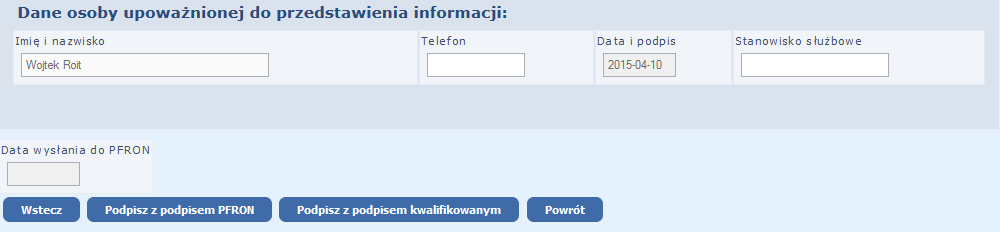 Dane osoby upoważnionej do przedstawienia informacji:
Imię i nazwisko Telefon Data i podpis Stanowisko służbowe
Wojtek Roit 2015-04-10
Data wysłania do PFRON
Wstecz Podpisz z podpisem PFRON Podpisz z podpisem kwalifikowanym Powrót